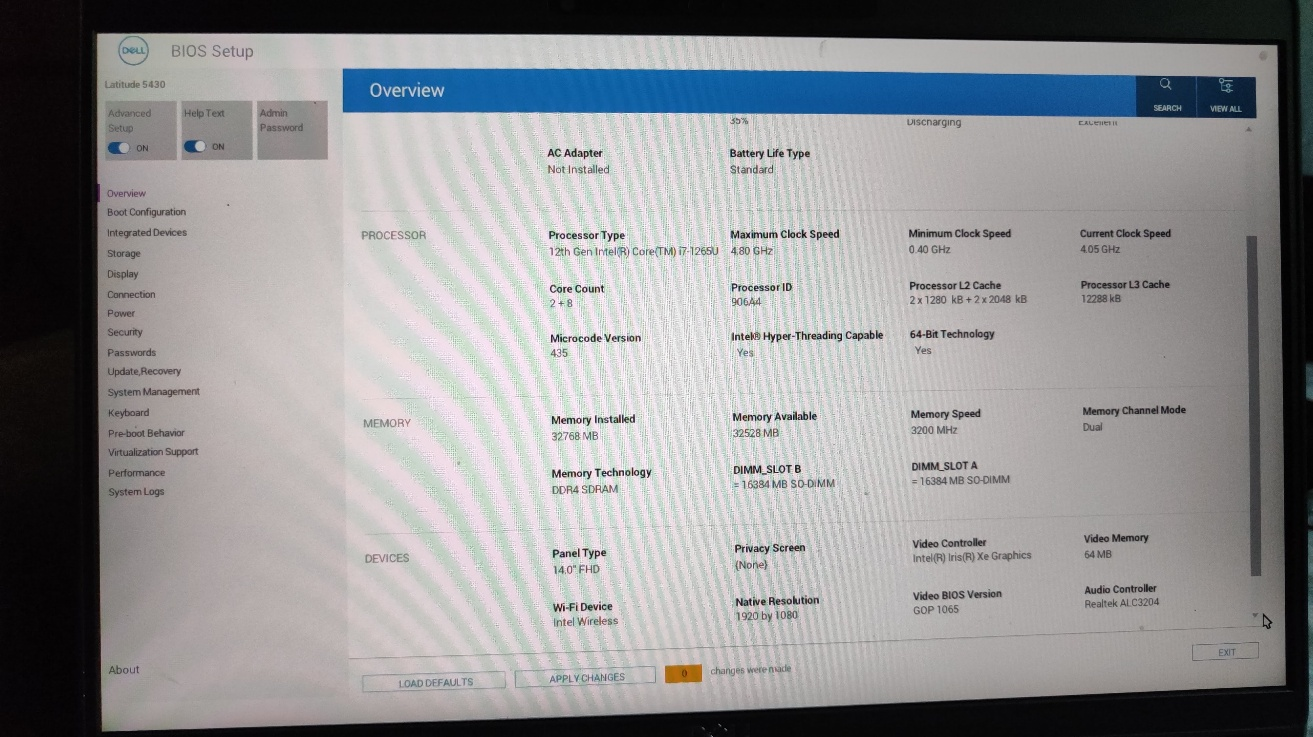 DELL
BIOS Setup
Latitude 5430
Advanced Setup
ON
Help Text
ON
Admin Password
Overview
Boot Configuration
Integrated Devices
Storage
Display
Connection
Power
Security
Passwords
Update,Recovery
System Management
Keyboard
Pre-boot Behavior
Virtualization Support
Performance
System Logs
About
Overview
SEARCH
VIEW ALL
35%
Discharging
Excellent
AC Adapter
Not Installed
Battery Life Type
Standard
PROCESSOR
Processor Type
12th Gen Intel(R) Core(TM) i7-1265U
Maximum Clock Speed
4.80 GHz
Minimum Clock Speed
0.40 GHz
Current Clock Speed
4.05 GHz
Core Count
2 + 8
Processor ID
906A4
Processor L2 Cache
2 x 1280 kB + 2 x 2048 kB
Processor L3 Cache
12288 kB
Microcode Version
435
Intel® Hyper-Threading Capable
Yes
64-Bit Technology
Yes
MEMORY
Memory Installed
32768 MB
Memory Available
32528 MB
Memory Speed
3200 MHz
Memory Channel Mode
Dual
Memory Technology
DDR4 SDRAM
DIMM_SLOT B
= 16384 MB SO-DIMM
DIMM_SLOT A
= 16384 MB SO-DIMM
DEVICES
Panel Type
14.0" FHD
Privacy Screen
(None)
Video Controller
Intel(R) Iris(R) Xe Graphics
Video Memory
64 MB
Wi-Fi Device
Intel Wireless
Native Resolution
1920 by 1080
Video BIOS Version
GOP 1065
Audio Controller
Realtek ALC3204
LOAD DEFAULTS
APPLY CHANGES
0 changes were made
EXIT